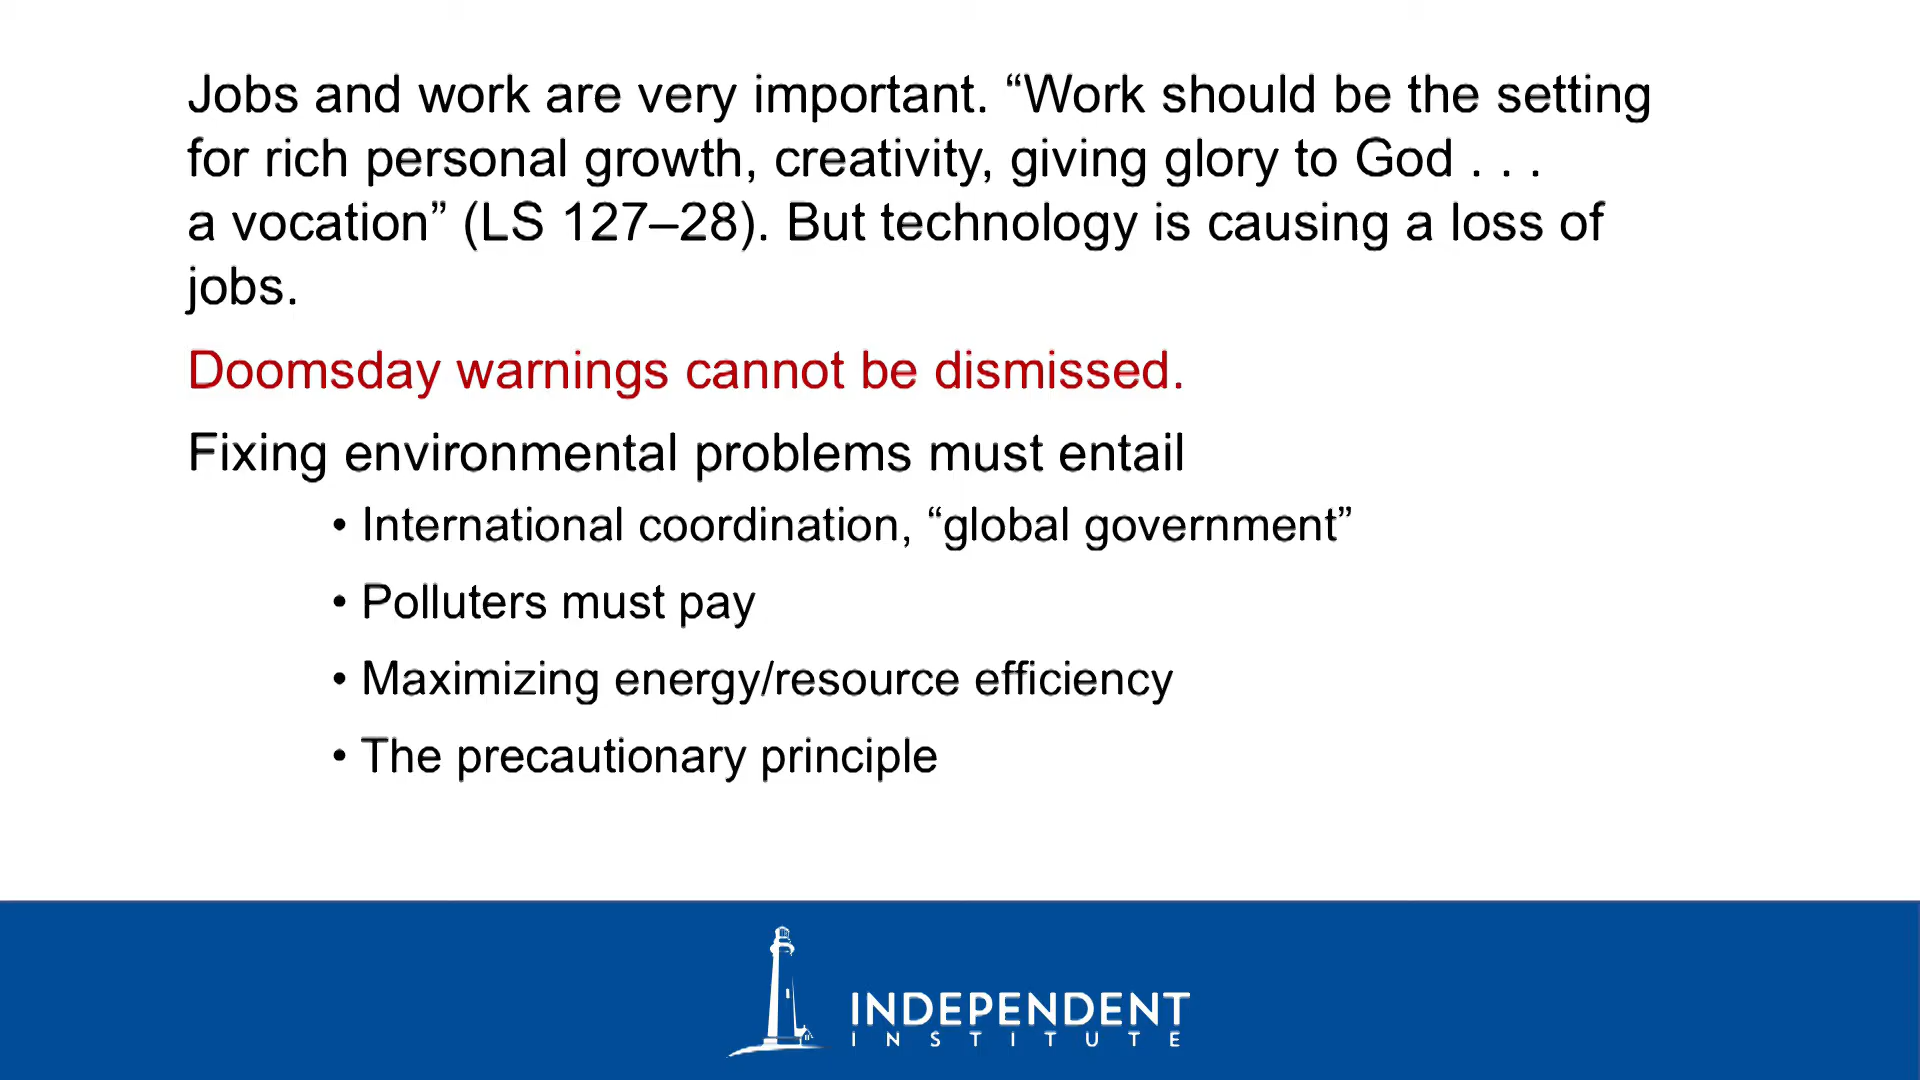 Jobs and work are very important. “Work should be the setting
for rich personal growth, creativity, giving glory to God . . .
a vocation” (LS 127–28). But technology is causing a loss of
jobs.
Doomsday warnings cannot be dismissed.
Fixing environmental problems must entail
• International coordination, “global government”
• Polluters must pay
• Maximizing energy/resource efficiency
• The precautionary principle
INDEPENDENT
INSTITUTE